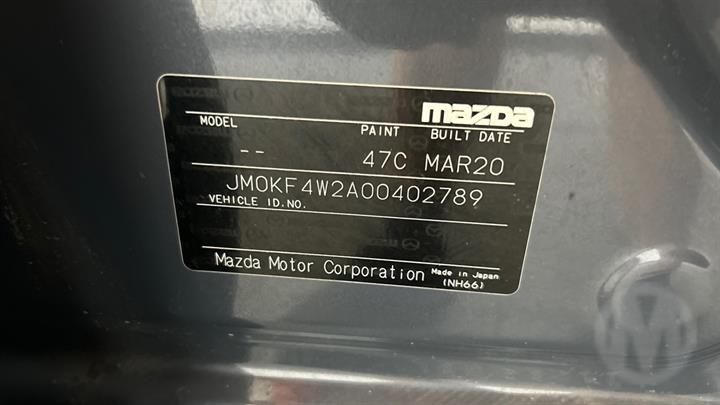 mazda
MODEL PAINT BUILT DATE
-- 47C MAR20
JM0KF4W2A00402789
VEHICLE ID.NO.
Mazda Motor Corporation Made in Japan
(NH66)
M